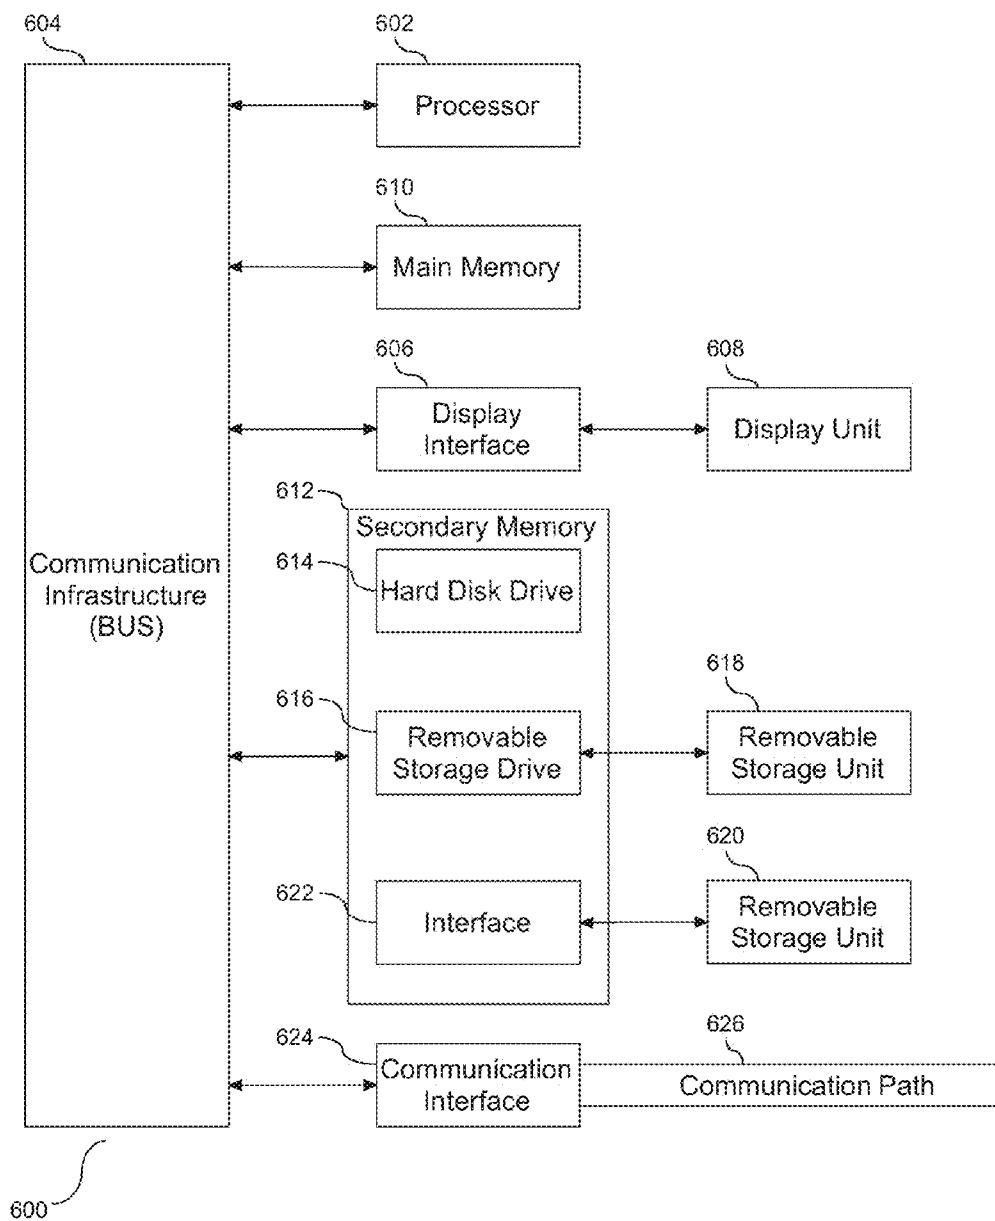 604
602
Processor
610
Main Memory
606
608
Display
Interface
Display Unit
612
Secondary Memory
614
Hard Disk Drive
Communication
Infrastructure
(BUS)
616
618
Removable
Storage Drive
Removable
Storage Unit
620
622
Interface
Removable
Storage Unit
624
626
Communication
Interface
Communication Path
600